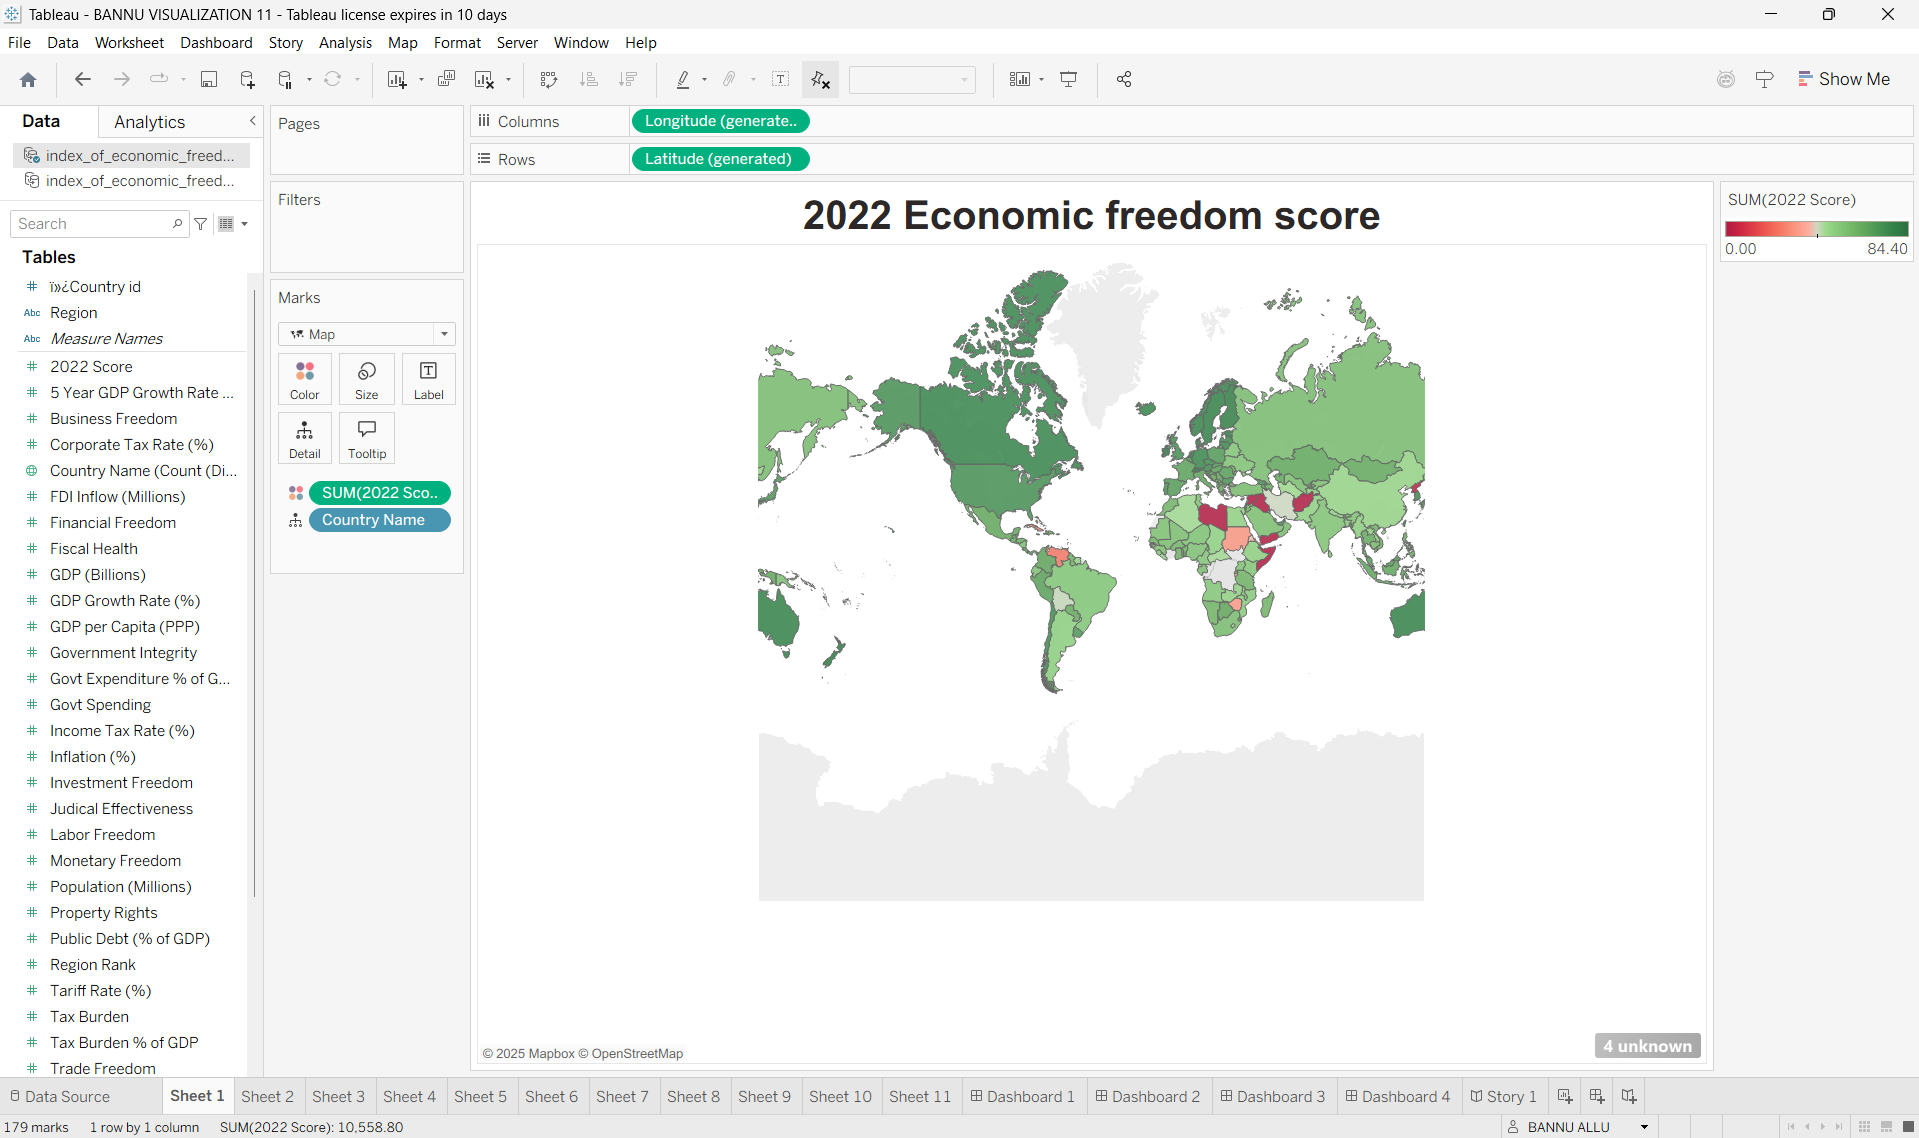 Tableau - BANNU VISUALIZATION 11 - Tableau license expires in 10 days
File Data Worksheet Dashboard Story Analysis Map Format Server Window Help
Show Me
Data Analytics
index_of_economic_freed...
index_of_economic_freed...
Search
Tables
ï»¿Country id
Abc Region
Abc Measure Names
2022 Score
5 Year GDP Growth Rate ...
Business Freedom
Corporate Tax Rate (%)
Country Name (Count (Di...
FDI Inflow (Millions)
Financial Freedom
Fiscal Health
GDP (Billions)
GDP Growth Rate (%)
GDP per Capita (PPP)
Government Integrity
Govt Expenditure % of G...
Govt Spending
Income Tax Rate (%)
Inflation (%)
Investment Freedom
Judical Effectiveness
Labor Freedom
Monetary Freedom
Population (Millions)
Property Rights
Public Debt (% of GDP)
Region Rank
Tariff Rate (%)
Tax Burden
Tax Burden % of GDP
Trade Freedom
Pages
Filters
Marks
Map
Color Size Label
Detail Tooltip
SUM(2022 Sco..
Country Name
Columns Longitude (generate..
Rows Latitude (generated)
2022 Economic freedom score
© 2025 Mapbox © OpenStreetMap
4 unknown
SUM(2022 Score)
0.00 84.40
Data Source Sheet 1 Sheet 2 Sheet 3 Sheet 4 Sheet 5 Sheet 6 Sheet 7 Sheet 8 Sheet 9 Sheet 10 Sheet 11 Dashboard 1 Dashboard 2 Dashboard 3 Dashboard 4 Story 1
179 marks 1 row by 1 column SUM(2022 Score): 10,558.80 BANNU ALLU